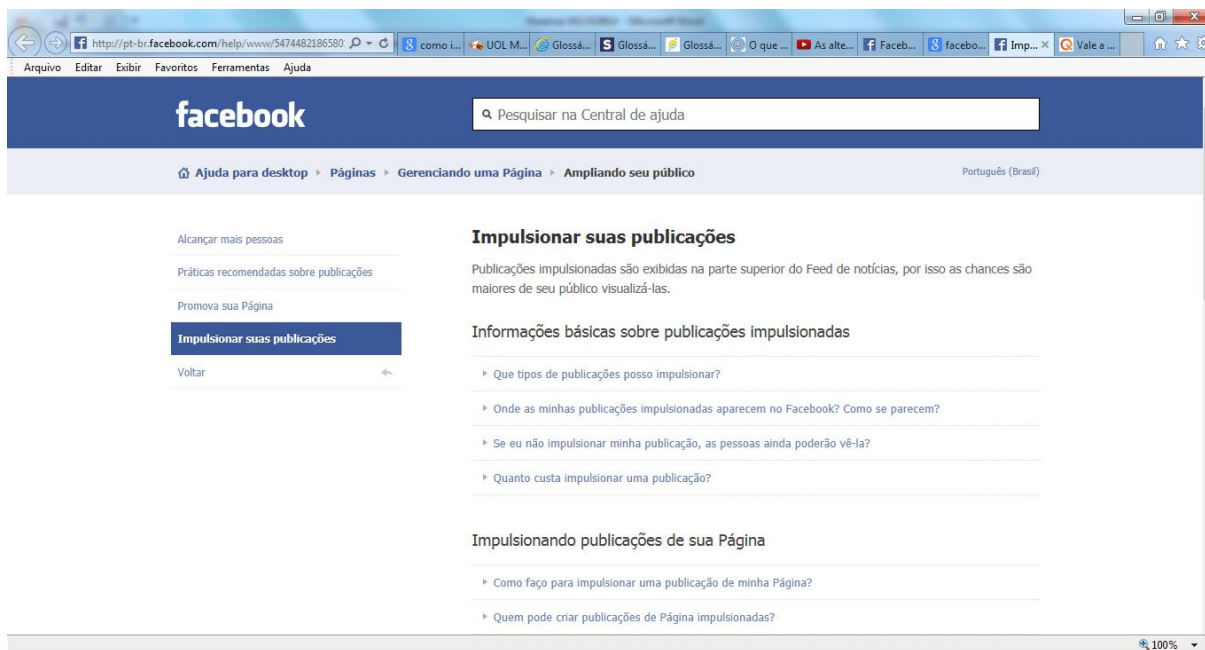 http://pt-br.facebook.com/help/www/5474482186580
como i...
UOL M...
Glossá...
Glossá...
Glossá...
O que ...
As alte...
Faceb...
facebo...
Imp...
Vale a ...
Arquivo Editar Exibir Favoritos Ferramentas Ajuda
facebook
Pesquisar na Central de ajuda
Ajuda para desktop Páginas Gerenciando uma Página Ampliando seu público
Português (Brasil)
Alcançar mais pessoas
Práticas recomendadas sobre publicações
Promova sua Página
Impulsionar suas publicações
Voltar
Impulsionar suas publicações
Publicações impulsionadas são exibidas na parte superior do Feed de notícias, por isso as chances são
maiores de seu público visualizá-las.
Informações básicas sobre publicações impulsionadas
Que tipos de publicações posso impulsionar?
Onde as minhas publicações impulsionadas aparecem no Facebook? Como se parecem?
Se eu não impulsionar minha publicação, as pessoas ainda poderão vê-la?
Quanto custa impulsionar uma publicação?
Impulsionando publicações de sua Página
Como faço para impulsionar uma publicação de minha Página?
Quem pode criar publicações de Página impulsionadas?
100%